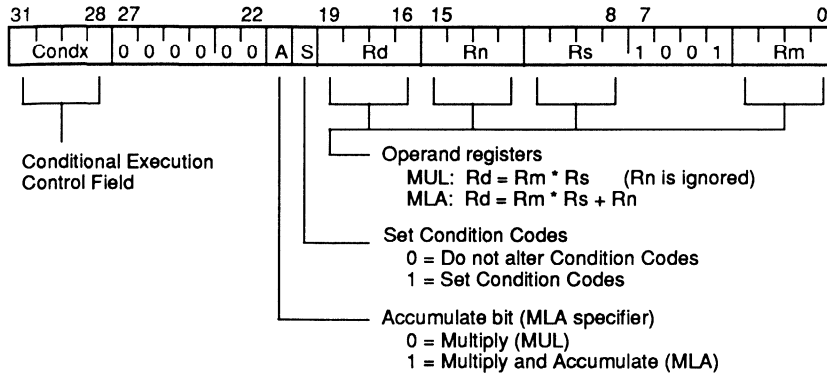 31 28 27 22 19 16 15 8 7 0
Condx 0 0 0 0 0 0 A S Rd Rn Rs 1 0 0 1 Rm
Conditional Execution
Control Field
Operand registers
MUL: Rd = Rm * Rs (Rn is ignored)
MLA: Rd = Rm * Rs + Rn
Set Condition Codes
0 = Do not alter Condition Codes
1 = Set Condition Codes
Accumulate bit (MLA specifier)
0 = Multiply (MUL)
1 = Multiply and Accumulate (MLA)